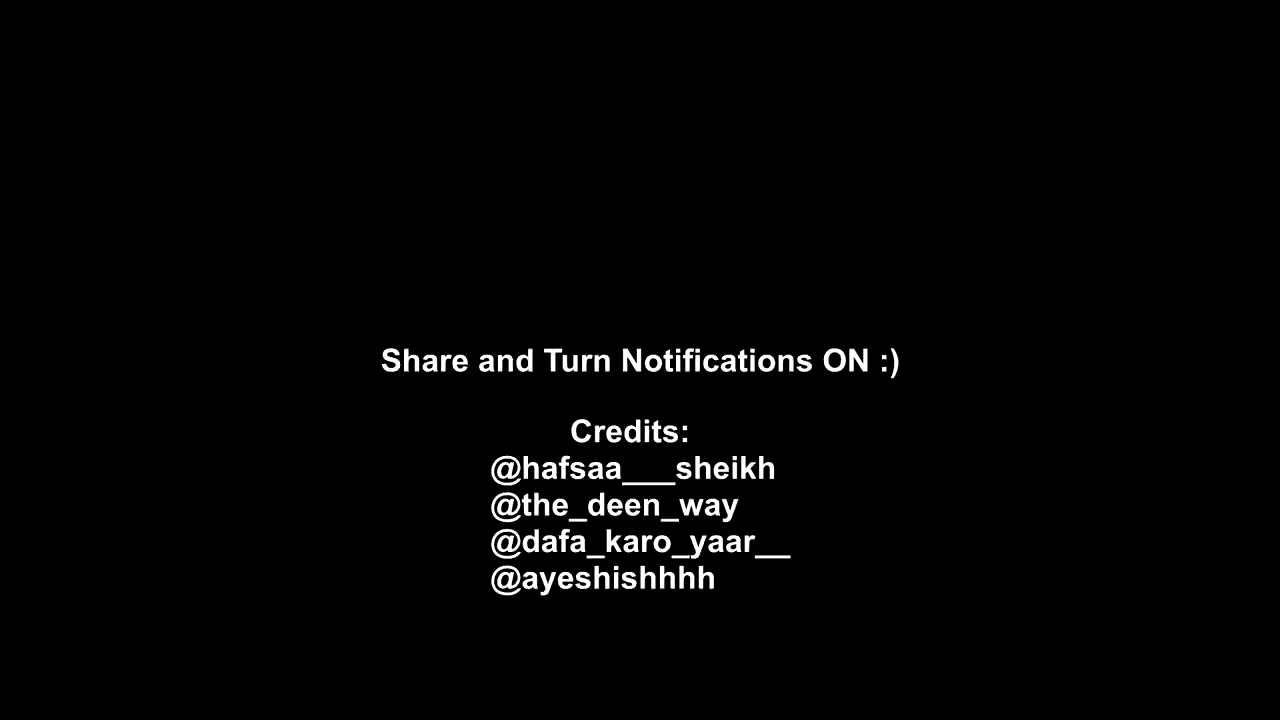 Share and Turn Notifications ON :)
Credits:
@hafsaa___sheikh
@the_deen_way
@dafa_karo_yaar__
@ayeshishhhh